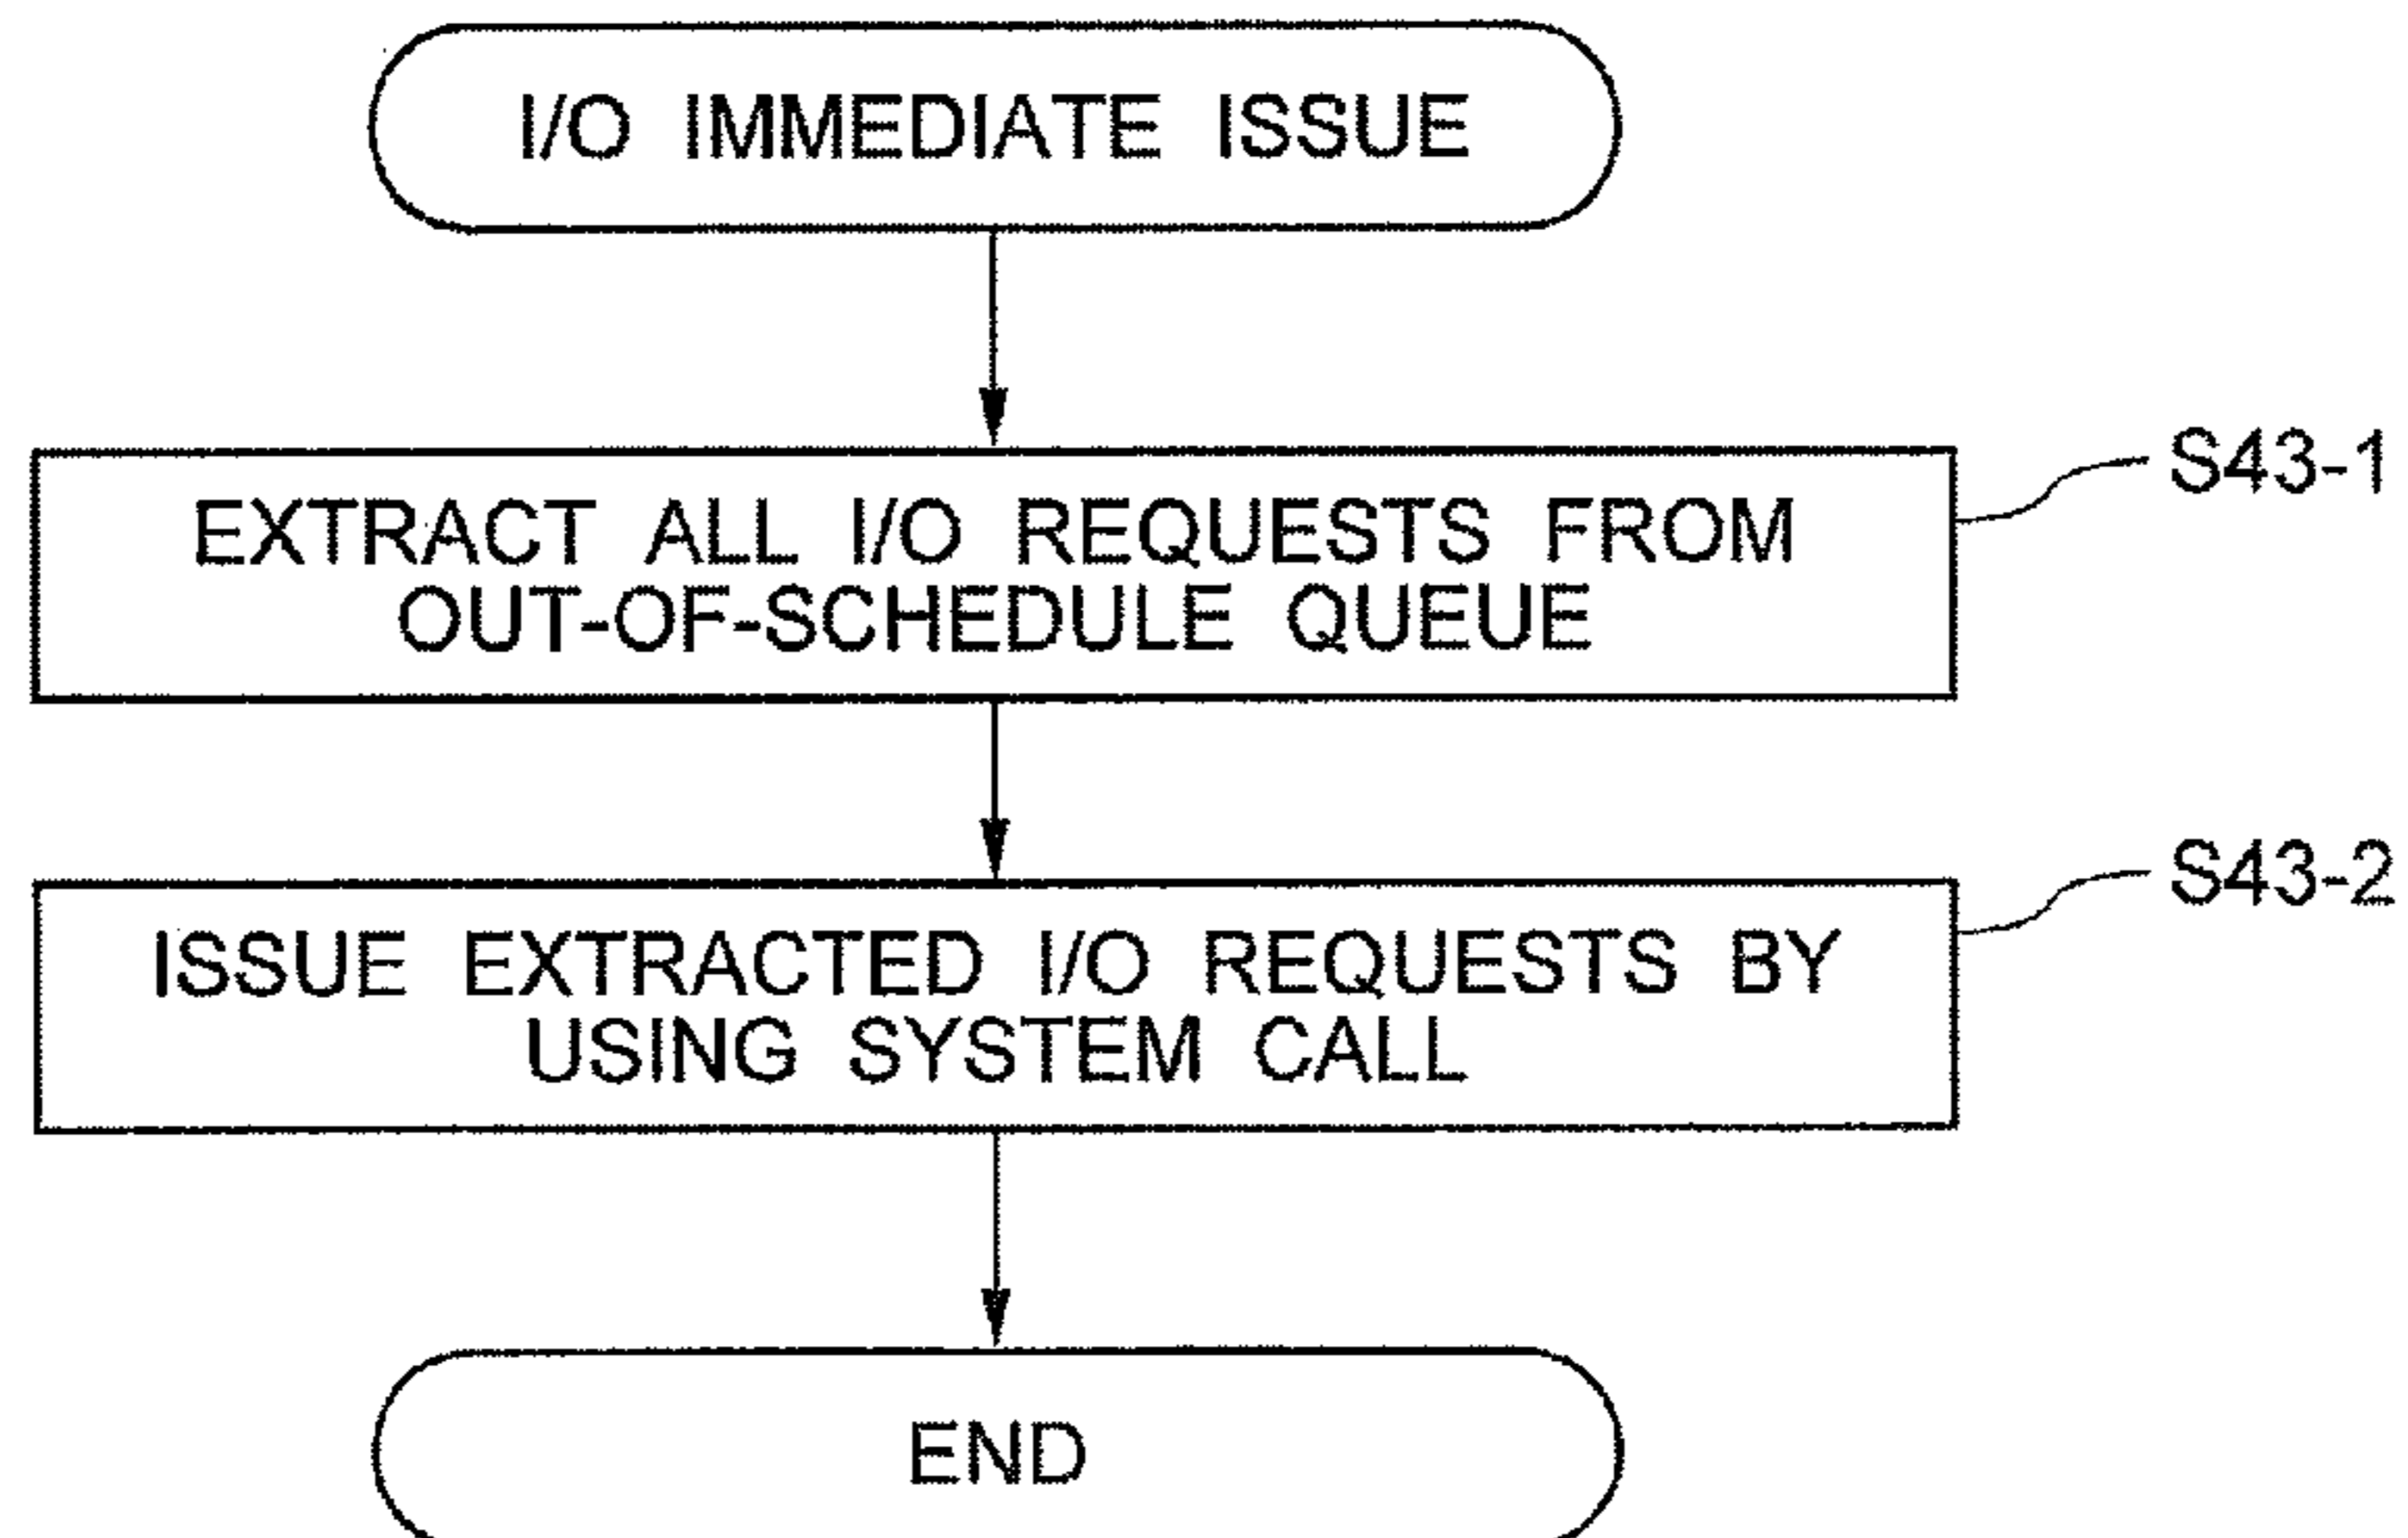 I/O IMMEDIATE ISSUE
S43-1
EXTRACT ALL I/O REQUESTS FROM
OUT-OF-SCHEDULE QUEUE
S43-2
ISSUE EXTRACTED I/O REQUESTS BY
USING SYSTEM CALL
END